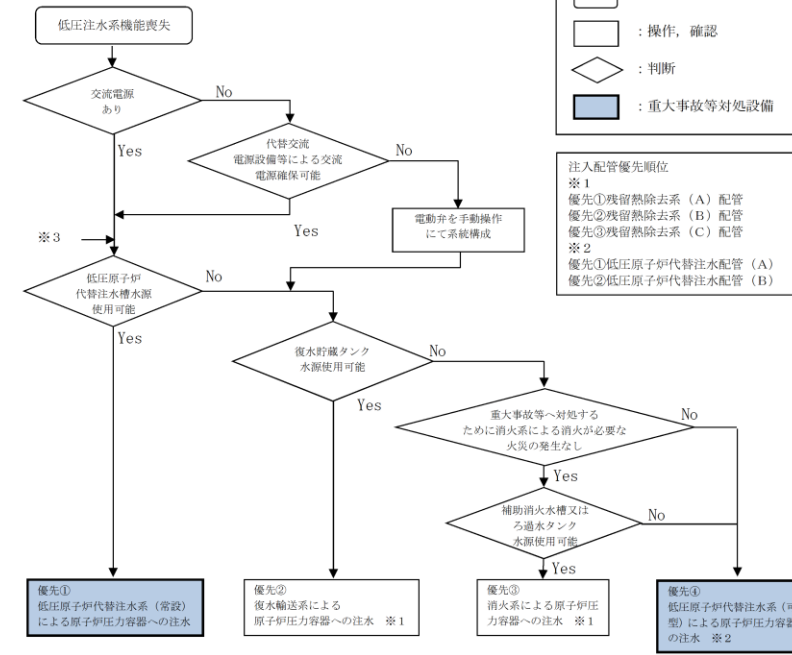 低圧注水系機能喪失
：操作，確認
：判断
：重大事故等対処設備
交流電源
あり
No
Yes
代替交流
電源設備等による交流
電源確保可能
No
Yes
電動弁を手動操作
にて系統構成
注入配管優先順位
※１
優先①残留熱除去系（Ａ）配管
優先②残留熱除去系（Ｂ）配管
優先③残留熱除去系（Ｃ）配管
※２
優先①低圧原子炉代替注水配管（Ａ）
優先②低圧原子炉代替注水配管（Ｂ）
※３
低圧原子炉
代替注水槽水源
使用可能
No
Yes
復水貯蔵タンク
水源使用可能
No
Yes
重大事故等へ対処する
ために消火系による消火が必要な
火災の発生なし
No
Yes
補助消火水槽又は
ろ過水タンク
水源使用可能
No
Yes
優先①
低圧原子炉代替注水系（常設）
による原子炉圧力容器への注水
優先②
復水輸送系による
原子炉圧力容器への注水　※１
優先③
消火系による原子炉圧
力容器への注水　※１
優先④
低圧原子炉代替注水系（可
型）による原子炉圧力容器
の注水　※２